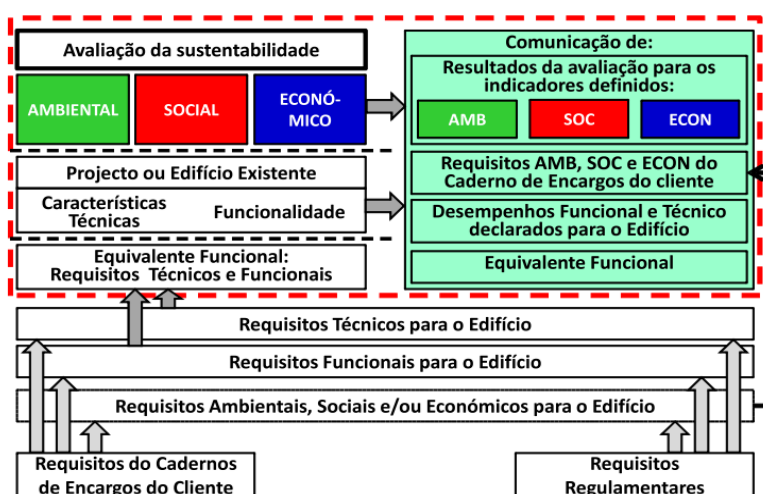 Avaliação da sustentabilidade
AMBIENTAL
SOCIAL
ECONÓ-
MICO
Projecto ou Edifício Existente
Características
Técnicas
Funcionalidade
Equivalente Funcional:
Requisitos Técnicos e Funcionais
Comunicação de:
Resultados da avaliação para os
indicadores definidos:
AMB
SOC
ECON
Requisitos AMB, SOC e ECON do
Caderno de Encargos do cliente
Desempenhos Funcional e Técnico
declarados para o Edifício
Equivalente Funcional
Requisitos Técnicos para o Edifício
Requisitos Funcionais para o Edifício
Requisitos Ambientais, Sociais e/ou Económicos para o Edifício
Requisitos do Cadernos
de Encargos do Cliente
Requisitos
Regulamentares